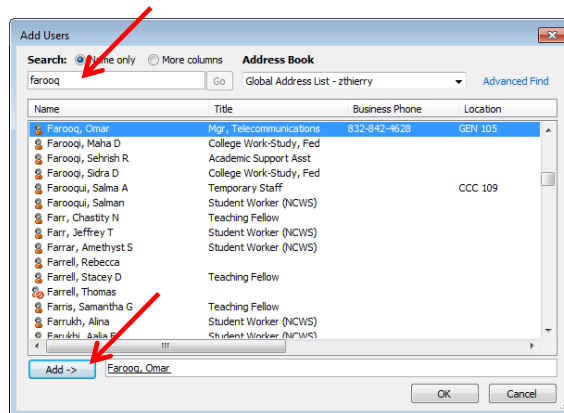 Add Users
Search: Name only More columns Address Book
farooq Go Global Address List - zthierry Advanced Find
Name Title Business Phone Location
Farooq, Omar Mgr, Telecommunications 832-842-4628 GEN 105
Farooqi, Maha D College Work-Study, Fed
Farooqi, Sehrish R Academic Support Asst
Farooqi, Sidra D College Work-Study, Fed
Farooqui, Salma A Temporary Staff CCC 109
Farooqui, Salman Student Worker (NCWS)
Farr, Chastity N Teaching Fellow
Farr, Jeffrey T Student Worker (NCWS)
Farrar, Amethyst S Student Worker (NCWS)
Farrell, Rebecca
Farrell, Stacey D Teaching Fellow
Farrell, Thomas
Farris, Samantha G Teaching Fellow
Farrukh, Alina Student Worker (NCWS)
Farukhi, Aalia Student Worker (NCWS)
Add -> Farooq, Omar
OK Cancel